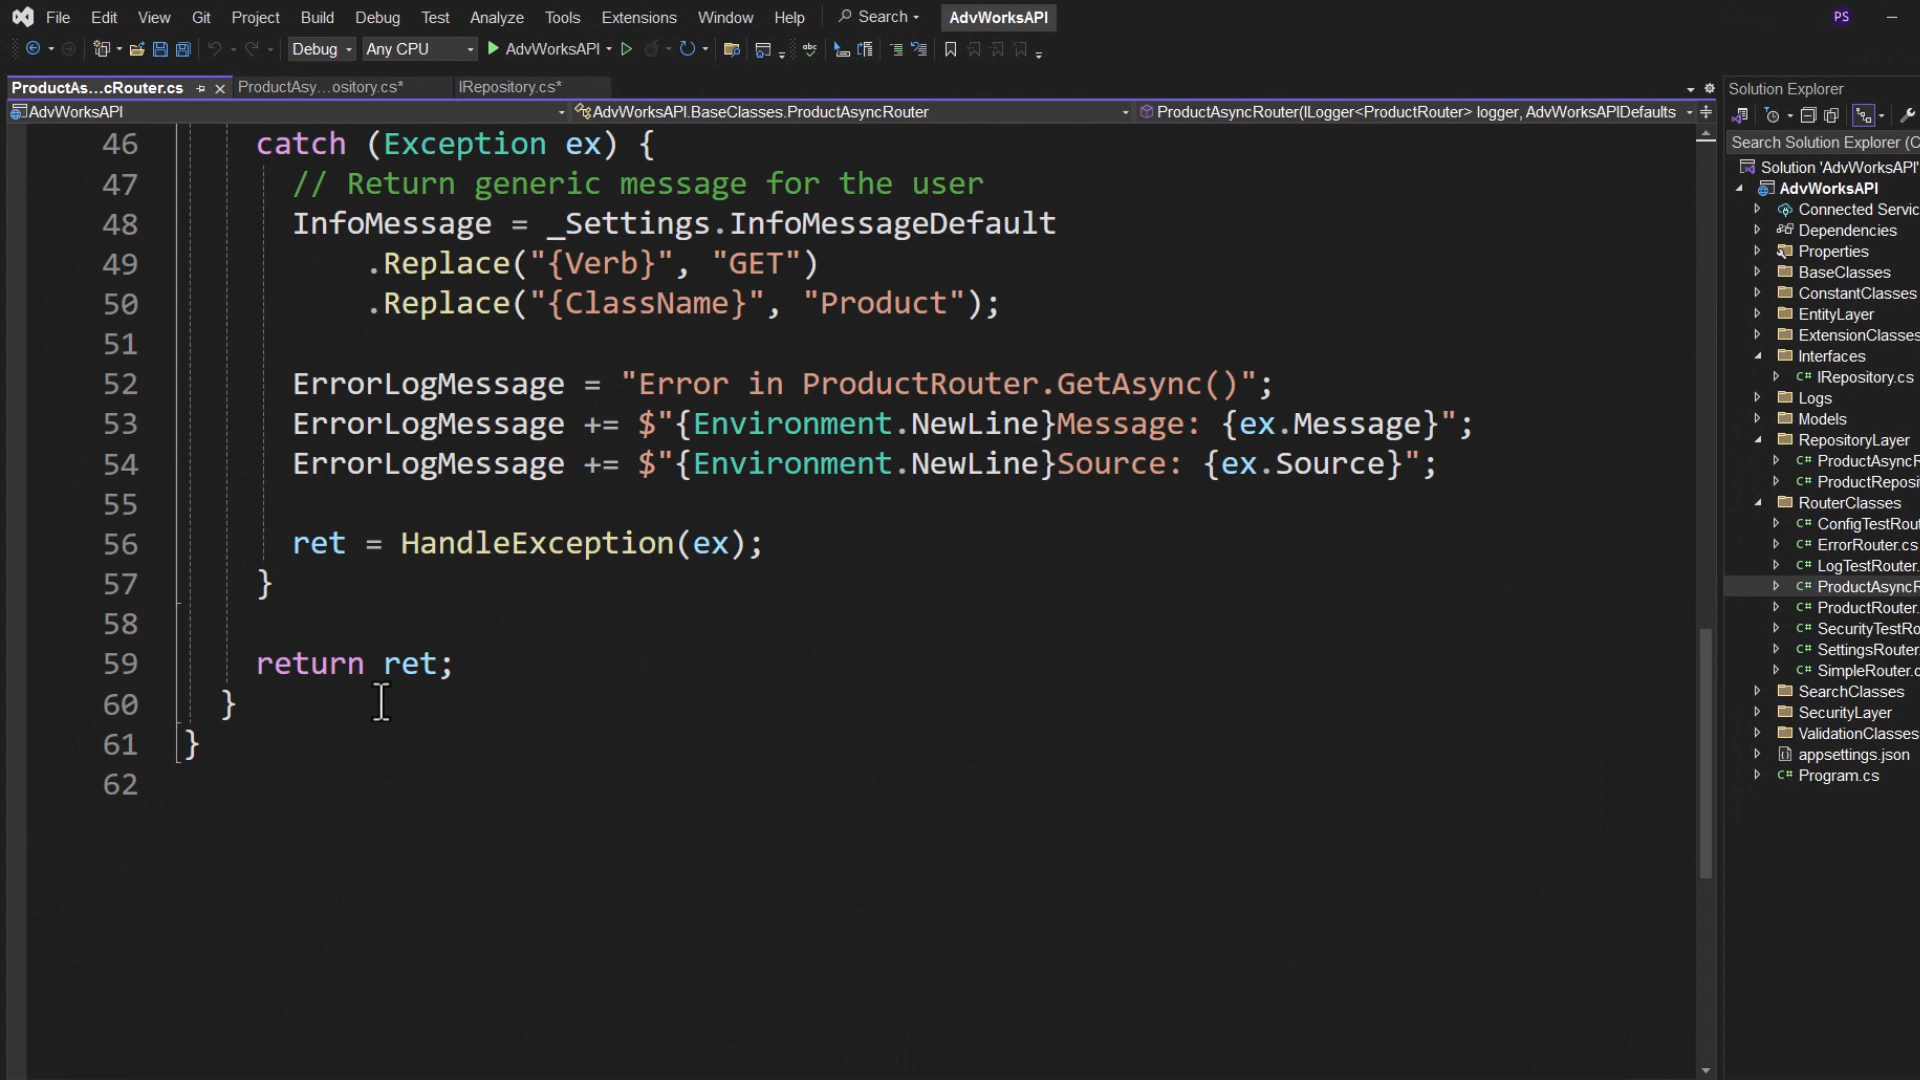 File Edit View Git Project Build Debug Test Analyze Tools Extensions Window Help Search AdvWorksAPI PS
Debug Any CPU AdvWorksAPI
ProductAs...cRouter.cs ProductAsy...ository.cs* IRepository.cs*
AdvWorksAPI AdvWorksAPI.BaseClasses.ProductAsyncRouter ProductAsyncRouter(ILogger<ProductRouter> logger, AdvWorksAPIDefaults
46 catch (Exception ex) {
47 // Return generic message for the user
48 InfoMessage = _Settings.InfoMessageDefault
49 .Replace("{Verb}", "GET")
50 .Replace("{ClassName}", "Product");
51
52 ErrorLogMessage = "Error in ProductRouter.GetAsync()";
53 ErrorLogMessage += $"{Environment.NewLine}Message: {ex.Message}";
54 ErrorLogMessage += $"{Environment.NewLine}Source: {ex.Source}";
55
56 ret = HandleException(ex);
57 }
58
59 return ret;
60 }
61 }
62
Solution Explorer
Search Solution Explorer (C
Solution 'AdvWorksAPI'
AdvWorksAPI
Connected Servic
Dependencies
Properties
BaseClasses
ConstantClasses
EntityLayer
ExtensionClasses
Interfaces
C# IRepository.cs
Logs
Models
RepositoryLayer
C# ProductAsyncR
C# ProductReposi
RouterClasses
C# ConfigTestRou
C# ErrorRouter.cs
C# LogTestRouter.
C# ProductAsyncR
C# ProductRouter.
C# SecurityTestRo
C# SettingsRouter.
C# SimpleRouter.c
SearchClasses
SecurityLayer
ValidationClasses
appsettings.json
C# Program.cs